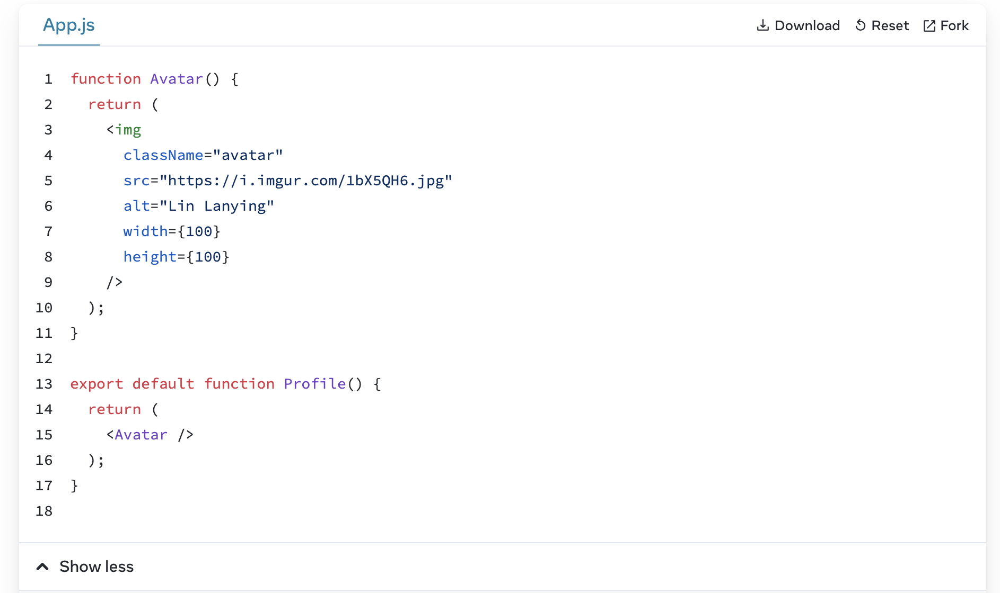 App.js
Download Reset Fork
1 function Avatar() {
2   return (
3     <img
4       className="avatar"
5       src="https://i.imgur.com/1bX5QH6.jpg"
6       alt="Lin Lanying"
7       width={100}
8       height={100}
9     />
10   );
11 }
12
13 export default function Profile() {
14   return (
15     <Avatar />
16   );
17 }
18
Show less